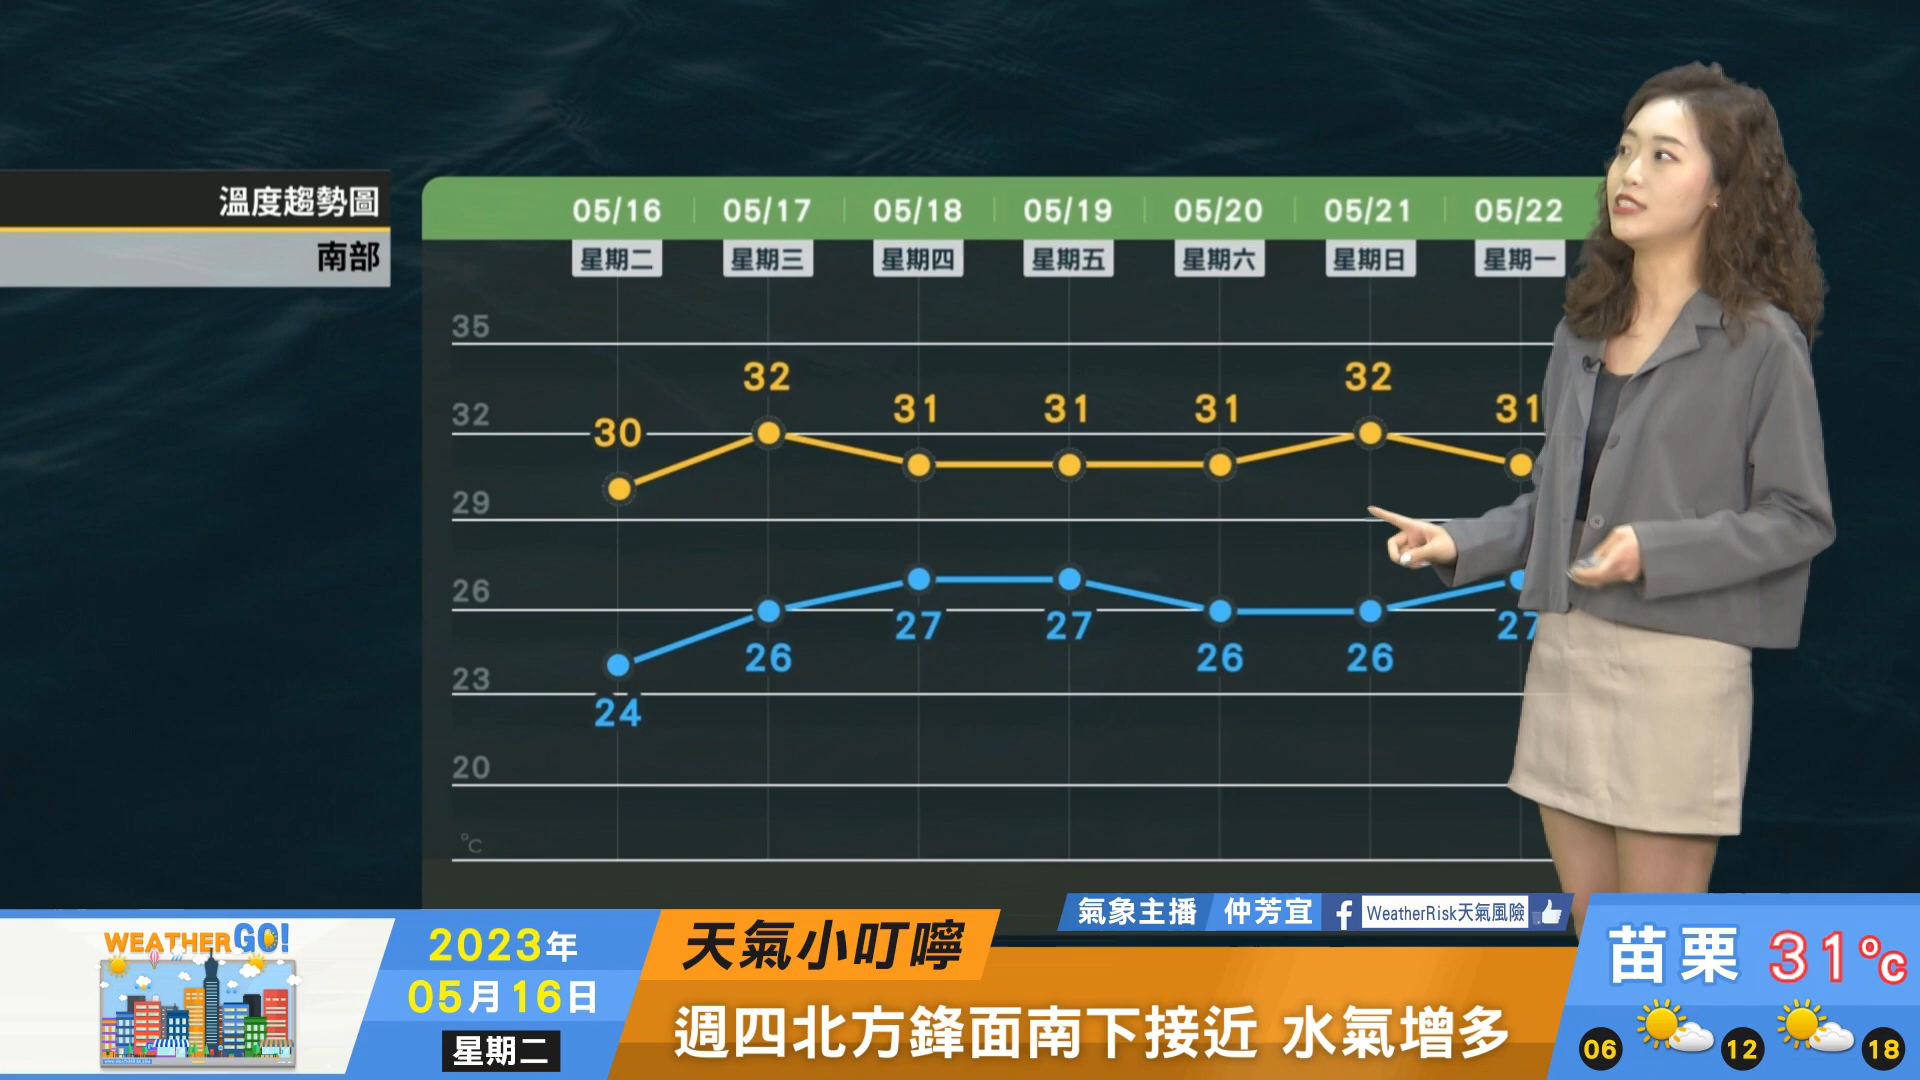 溫度趨勢圖
南部
05/16 05/17 05/18 05/19 05/20 05/21 05/22
星期二 星期三 星期四 星期五 星期六 星期日 星期一
35
32 31 31 31 32 31
32
30
29
26
27 27 27
26 26 26
23
24
20
°C
氣象主播 仲芳宜 f WeatherRisk天氣風險
WEATHER GO!
2023年
05月16日
星期二
天氣小叮嚀
週四北方鋒面南下接近 水氣增多
苗栗 31°C
06 12 18